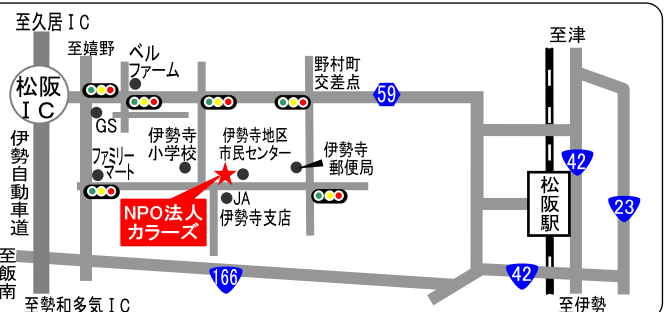 至久居IC
至嬉野
ベル
ファーム
野村町
交差点
至津
松阪
IC
59
GS
伊勢寺
小学校
伊勢寺地区
市民センター
伊勢寺
郵便局
42
ファミリー
マート
伊勢自動車道
JA
伊勢寺支店
NPO法人
カラーズ
松阪駅
23
至飯南
166
42
至勢和多気IC
至伊勢